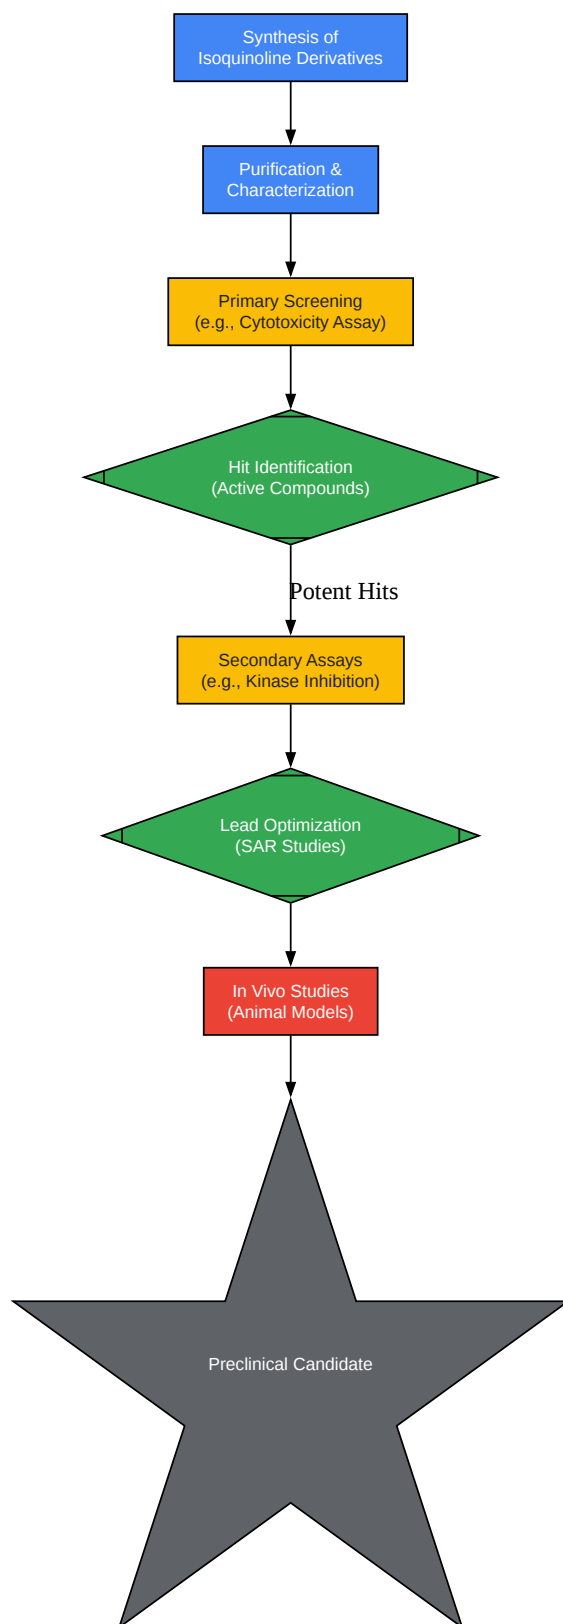 Synthesis of
Isoquinoline Derivatives
Purification &
Characterization
Primary Screening
(e.g., Cytotoxicity Assay)
Hit Identification
(Active Compounds)
Potent Hits
Secondary Assays
(e.g., Kinase Inhibition)
Lead Optimization
(SAR Studies)
In Vivo Studies
(Animal Models)
Preclinical Candidate